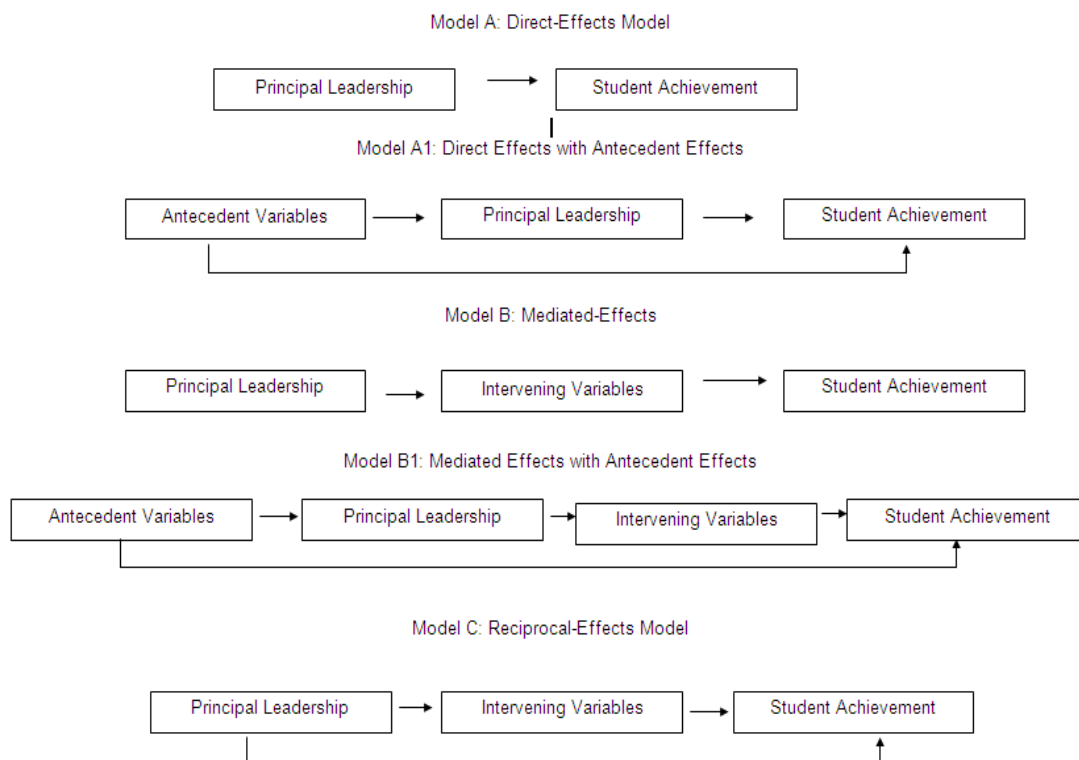 Model A: Direct-Effects Model
Principal Leadership
Student Achievement
Model A1: Direct Effects with Antecedent Effects
Antecedent Variables
Principal Leadership
Student Achievement
Model B: Mediated-Effects
Principal Leadership
Intervening Variables
Student Achievement
Model B1: Mediated Effects with Antecedent Effects
Antecedent Variables
Principal Leadership
Intervening Variables
Student Achievement
Model C: Reciprocal-Effects Model
Principal Leadership
Intervening Variables
Student Achievement